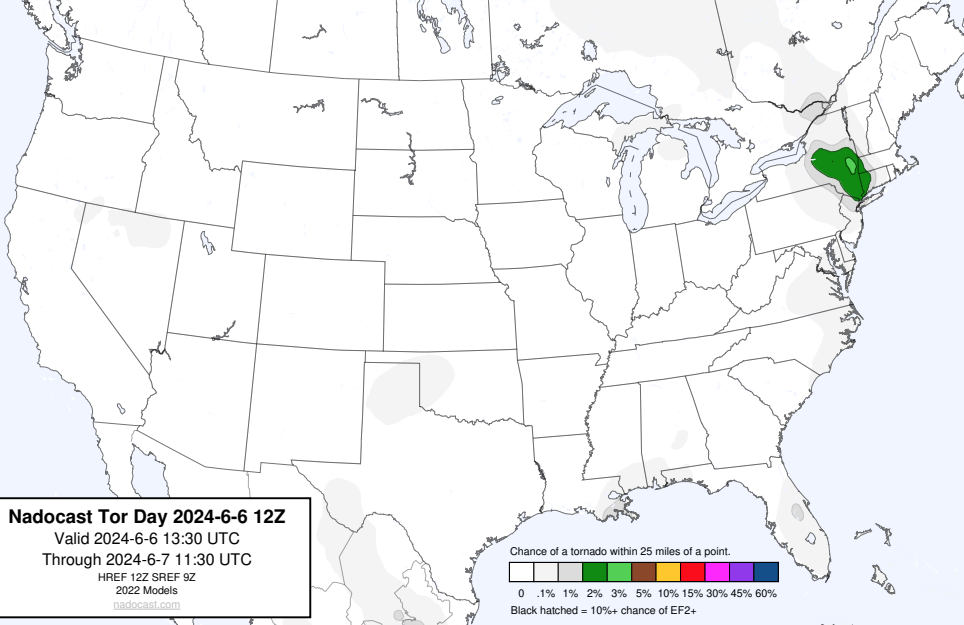 Nadocast Tor Day 2024-6-6 12Z
Valid 2024-6-6 13:30 UTC
Through 2024-6-7 11:30 UTC
HREF 12Z SREF 9Z
2022 Models
nadocast.com
Chance of a tornado within 25 miles of a point.
0 .1% 1% 2% 3% 5% 10% 15% 30% 45% 60%
Black hatched = 10%+ chance of EF2+